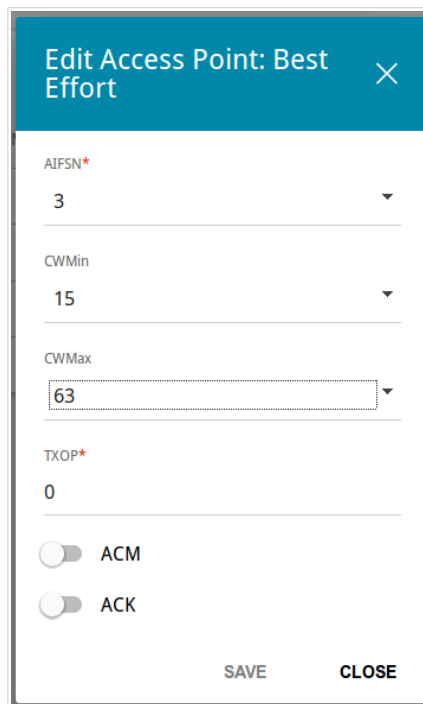 Edit Access Point: Best
Effort
AIFSN*
3
CWMin
15
CWMax
63
TXOP*
0
ACM
ACK
SAVE CLOSE